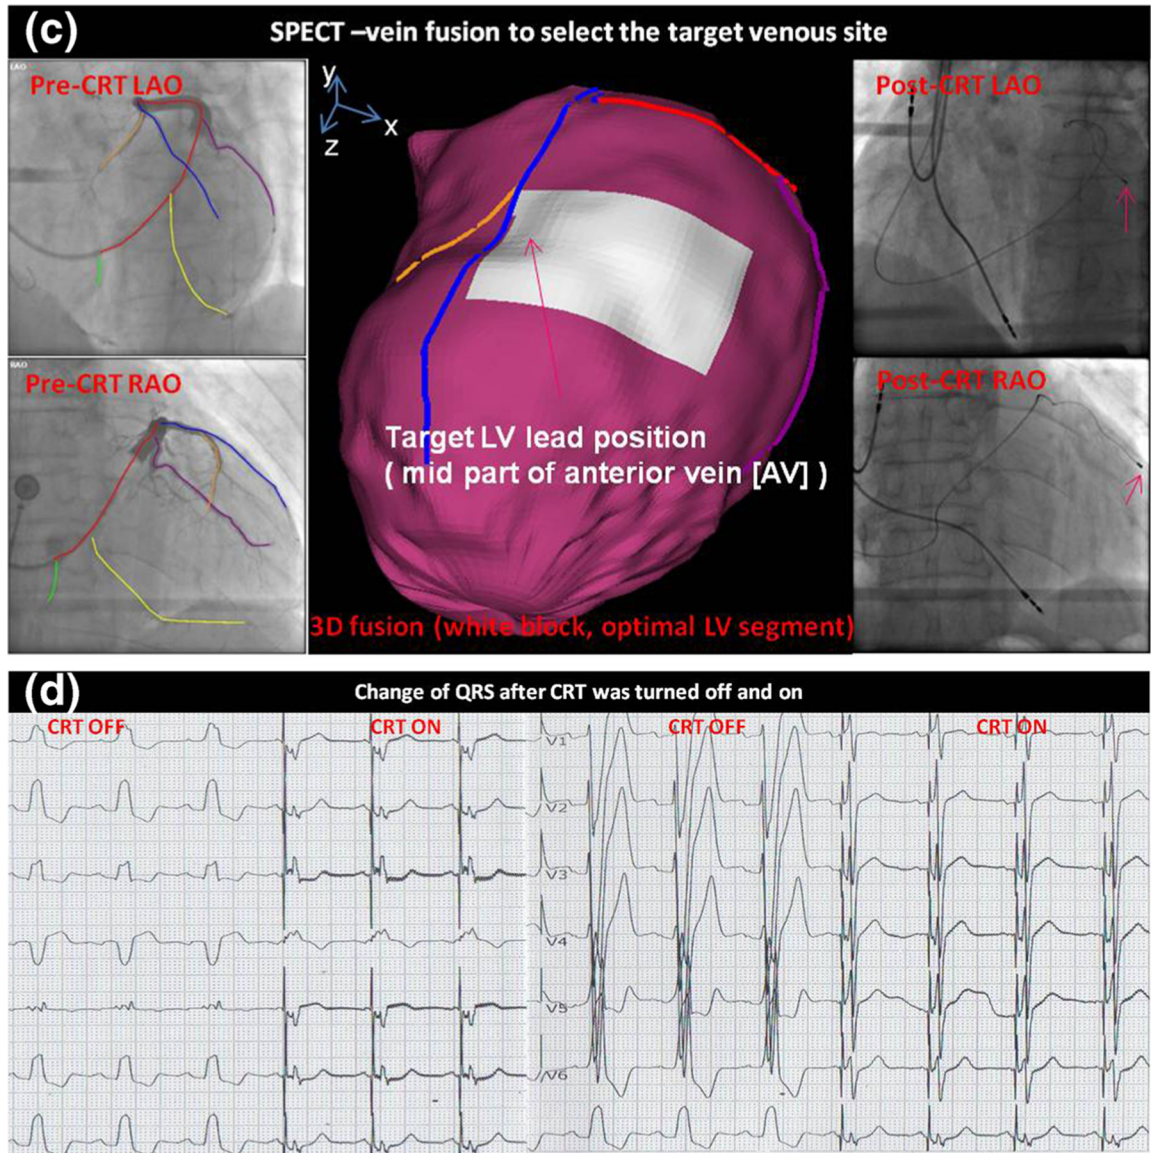 (c)
SPECT –vein fusion to select the target venous site
LAO
Pre-CRT LAO
y
x
z
Post-CRT LAO
RAO
Pre-CRT RAO
Post-CRT RAO
Target LV lead position
( mid part of anterior vein [AV] )
3D fusion (white block, optimal LV segment)
(d)
Change of QRS after CRT was turned off and on
CRT OFF
CRT ON
CRT OFF
CRT ON
V1
V2
V3
V4
V5
V6